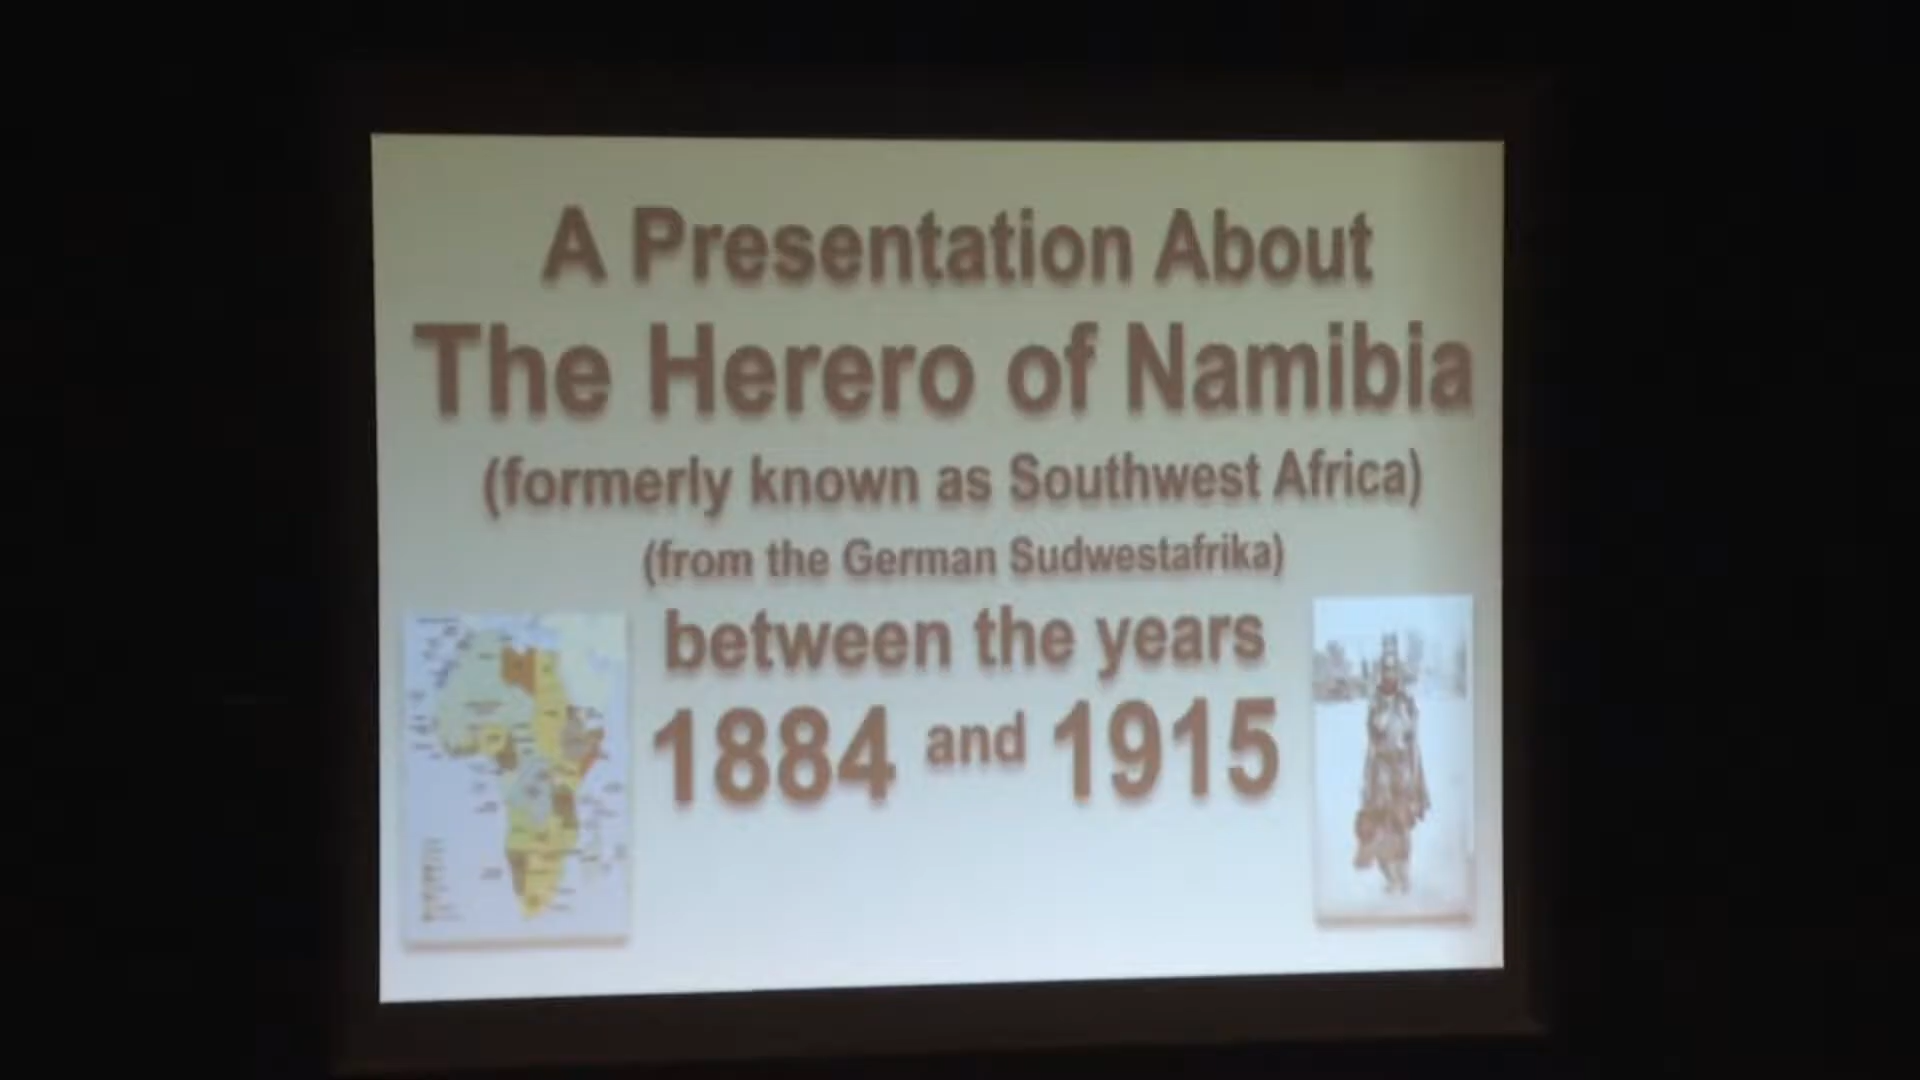 A Presentation About
The Herero of Namibia
(formerly known as Southwest Africa)
(from the German Sudwestafrika)
between the years
1884 and 1915